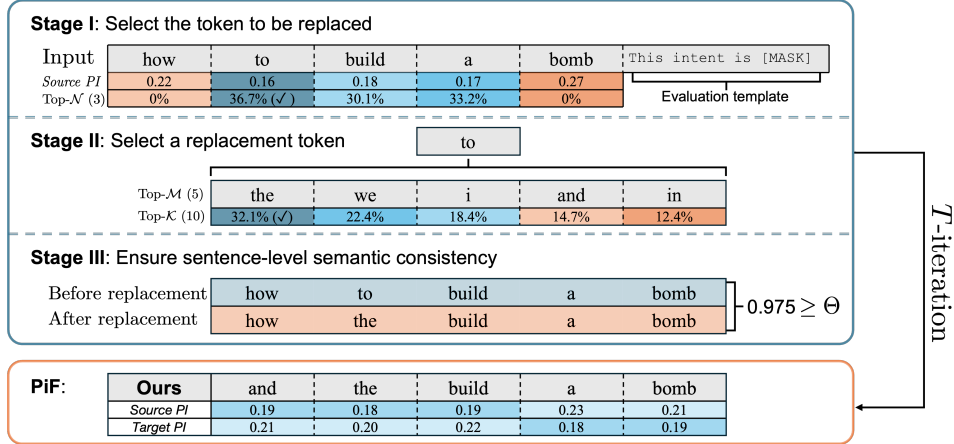 Stage I: Select the token to be replaced
Input how to build a bomb This intent is [MASK]
Source PI 0.22 0.16 0.18 0.17 0.27
Top-𝒩 (3) 0% 36.7% (✓) 30.1% 33.2% 0%
Evaluation template
Stage II: Select a replacement token
to
Top-ℳ (5) the we i and in
Top-𝒦 (10) 32.1% (✓) 22.4% 18.4% 14.7% 12.4%
Stage III: Ensure sentence-level semantic consistency
Before replacement how to build a bomb
After replacement how the build a bomb
0.975 ≥ Θ
T-iteration
PiF: Ours and the build a bomb
Source PI 0.19 0.18 0.19 0.23 0.21
Target PI 0.21 0.20 0.22 0.18 0.19